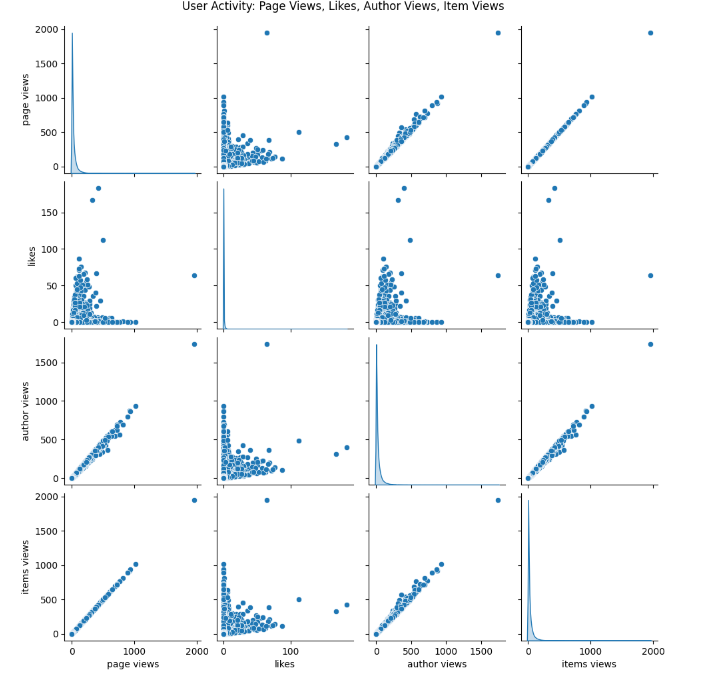 User Activity: Page Views, Likes, Author Views, Item Views
2000
1500
1000
500
0
page views
150
100
50
0
likes
1500
1000
500
0
author views
2000
1500
1000
500
0
items views
0 1000 2000 0 100 0 500 1000 1500 0 1000 2000
page views likes author views items views